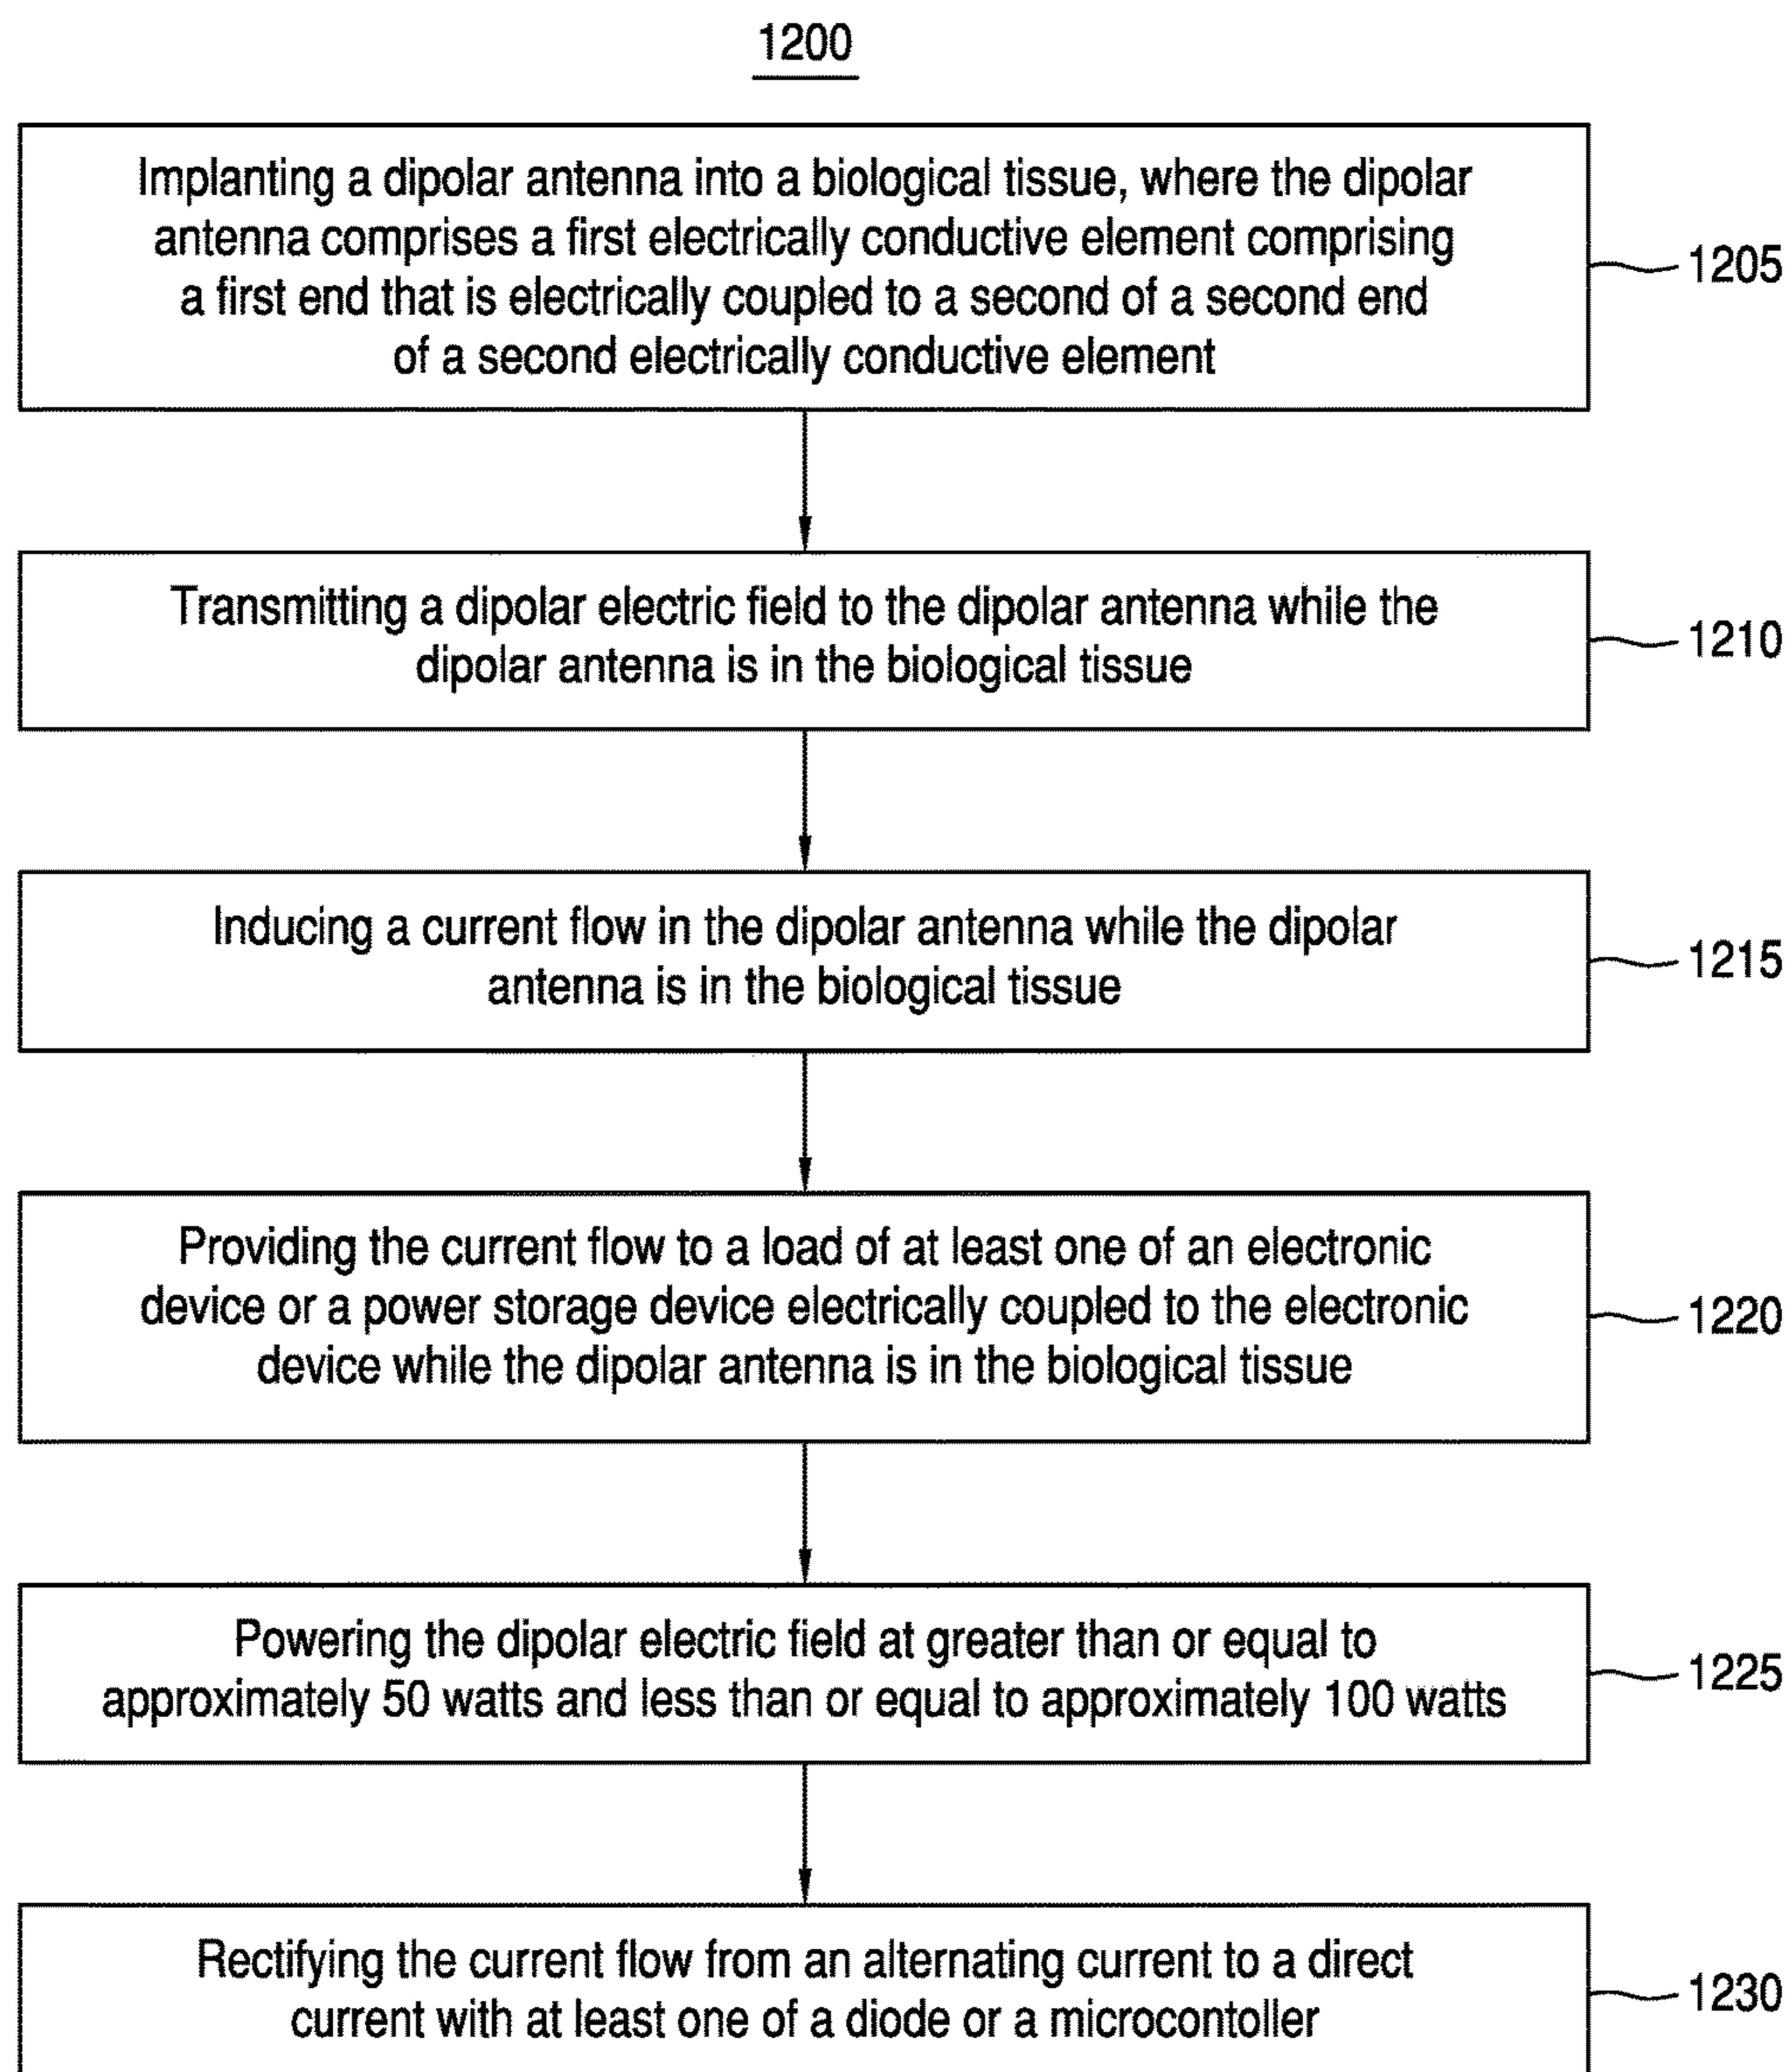 1200
Implanting a dipolar antenna into a biological tissue, where the dipolar
antenna comprises a first electrically conductive element comprising
a first end that is electrically coupled to a second of a second end
of a second electrically conductive element
1205
Transmitting a dipolar electric field to the dipolar antenna while the
dipolar antenna is in the biological tissue
1210
Inducing a current flow in the dipolar antenna while the dipolar
antenna is in the biological tissue
1215
Providing the current flow to a load of at least one of an electronic
device or a power storage device electrically coupled to the electronic
device while the dipolar antenna is in the biological tissue
1220
Powering the dipolar electric field at greater than or equal to
approximately 50 watts and less than or equal to approximately 100 watts
1225
Rectifying the current flow from an alternating current to a direct
current with at least one of a diode or a microcontoller
1230